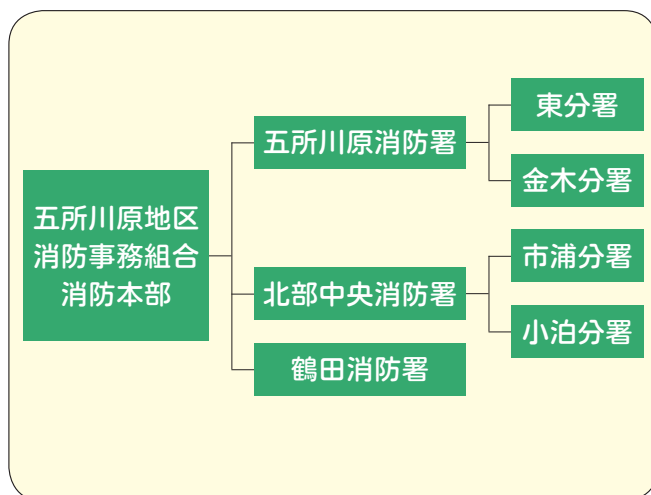 五所川原地区
消防事務組合
消防本部
五所川原消防署
東分署
金木分署
北部中央消防署
市浦分署
小泊分署
鶴田消防署